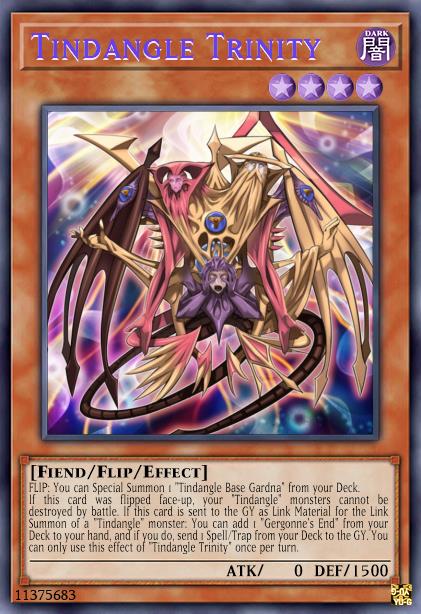 TINDANGLE TRINITY
DARK
闇
[FIEND/FLIP/EFFECT]
FLIP: You can Special Summon 1 "Tindangle Base Gardna" from your Deck.
If this card was flipped face-up, your "Tindangle" monsters cannot be
destroyed by battle. If this card is sent to the GY as Link Material for the Link
Summon of a "Tindangle" monster: You can add 1 "Gergonne's End" from your
Deck to your hand, and if you do, send 1 Spell/Trap from your Deck to the GY. You
can only use this effect of "Tindangle Trinity" once per turn.
ATK/ 0 DEF/1500
11375683